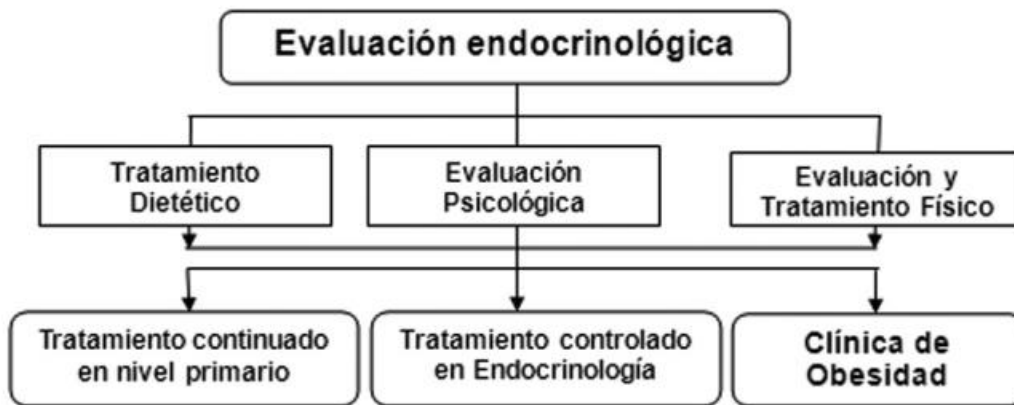 Evaluación endocrinológica
Tratamiento
Dietético
Evaluación
Psicológica
Evaluación y
Tratamiento Físico
Tratamiento continuado
en nivel primario
Tratamiento controlado
en Endocrinología
Clínica de
Obesidad